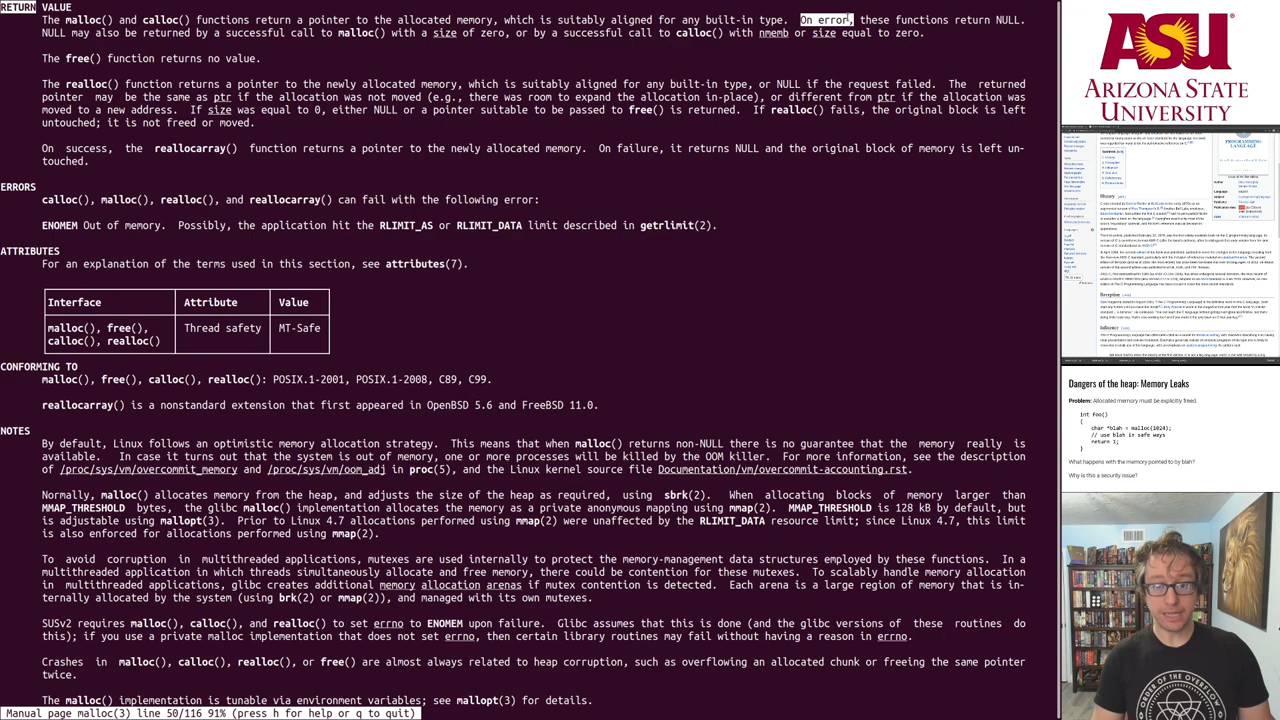 RETURN VALUE
The malloc() and calloc() functions return a pointer to the allocated memory, which is suitably aligned for any built-in type. On error, these functions return NULL.
NULL may also be returned by a successful call to malloc() with a size of zero, or by a successful call to calloc() with nmemb or size equal to zero.
The free() function returns no value.
The realloc() function returns a pointer to the newly allocated memory, which is suitably aligned for any built-in type, or NULL if the request failed. The returned
pointer may be the same as ptr if the allocation was not moved (e.g., there was room to expand the allocation in-place), or different from ptr if the allocation was
moved to a new address. If size was equal to 0, either NULL or a pointer suitable to be passed to free() is returned. If realloc() fails, the original block is left
untouched; it is not freed or moved.
On success, the reallocarray() function returns a pointer to the newly allocated memory. On failure, it returns NULL and the original block of memory is left un‐
touched.
ERRORS
calloc(), malloc(), realloc(), and reallocarray() can fail with the following error:
ENOMEM Out of memory.
ATTRIBUTES
For an explanation of the terms used in this section, see attributes(7).
Interface Attribute Value
malloc(), free(), Thread safety MT-Safe
calloc(), realloc()
CONFORMING TO
malloc(), free(), calloc(), realloc(): POSIX.1-2001, POSIX.1-2008, C89, C99.
reallocarray() is a nonstandard extension that first appeared in OpenBSD 5.6 and FreeBSD 11.0.
NOTES
By default, Linux follows an optimistic memory allocation strategy. This means that when malloc() returns non-NULL there is no guarantee that the memory really is
available. In case it turns out that the system is out of memory, one or more processes will be killed by the OOM killer. For more information, see the description
of /proc/sys/vm/overcommit_memory and /proc/sys/vm/oom_adj in proc(5), and the Linux kernel source file Documentation/vm/overcommit-accounting.rst.
Normally, malloc() allocates memory from the heap, and adjusts the size of the heap as required, using sbrk(2). When allocating blocks of memory larger than
MMAP_THRESHOLD bytes, the glibc malloc() implementation allocates the memory as a private anonymous mapping using mmap(2). MMAP_THRESHOLD is 128 kB by default, but
is adjustable using mallopt(3). Prior to Linux 4.7 allocations performed using mmap(2) were unaffected by the RLIMIT_DATA resource limit; since Linux 4.7, this limit
is also enforced for allocations performed using mmap(2).
To avoid corruption in multithreaded applications, mutexes are used internally to protect the memory-management data structures employed by these functions. In a
multithreaded application in which threads simultaneously allocate and free memory, there could be contention for these mutexes. To scalably handle memory allocation
in multithreaded applications, glibc creates additional memory allocation arenas if mutex contention is detected. Each arena is a large region of memory that is in‐
ternally allocated by the system (using brk(2) or mmap(2)), and managed with its own mutexes.
SUSv2 requires malloc(), calloc(), and realloc() to set errno to ENOMEM upon failure. Glibc assumes that this is done (and the glibc versions of these routines do
this); if you use a private malloc implementation that does not set errno, then certain library routines may fail without having a reason in errno.
Crashes in malloc(), calloc(), realloc(), or free() are almost always related to heap corruption, such as overflowing an allocated chunk or freeing the same pointer
twice.
The malloc() implementation is tunable via environment variables; see mallopt(3) for details.
Manual page malloc(3) line 50/116 91% (press h for help or q to quit)
ASU
ARIZONA STATE
UNIVERSITY
PROGRAMMING
LANGUAGE
History
Reception
Influence
Dangers of the heap: Memory Leaks
Problem: Allocated memory must be explicitly freed.
int foo()
{
char *blah = malloc(1024);
// use blah in safe ways
return 1;
}
What happens with the memory pointed to by blah?
Why is this a security issue?
ORDER OF THE OVERFLOW